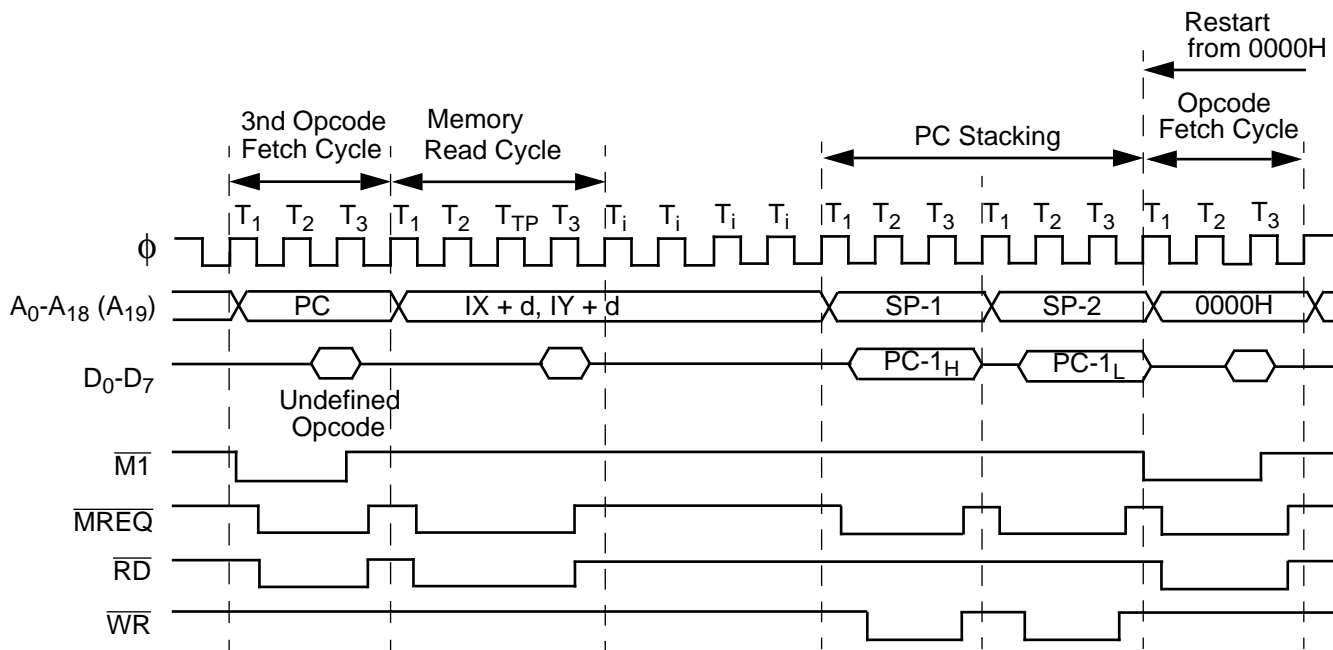 Restart
from 0000H
3nd Opcode
Fetch Cycle
Memory
Read Cycle
PC Stacking
Opcode
Fetch Cycle
T1 T2 T3 T1 T2 TTP T3 Ti Ti Ti Ti T1 T2 T3 T1 T2 T3 T1 T2 T3
ϕ
A0-A18 (A19) PC IX + d, IY + d SP-1 SP-2 0000H
D0-D7 PC-1H PC-1L
Undefined
Opcode
M1
MREQ
RD
WR